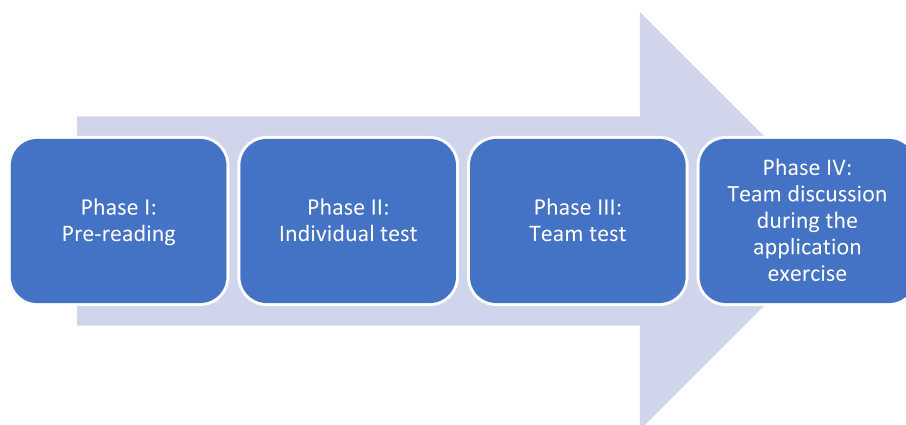 Phase I:
Pre-reading
Phase II:
Individual test
Phase III:
Team test
Phase IV:
Team discussion
during the
application
exercise